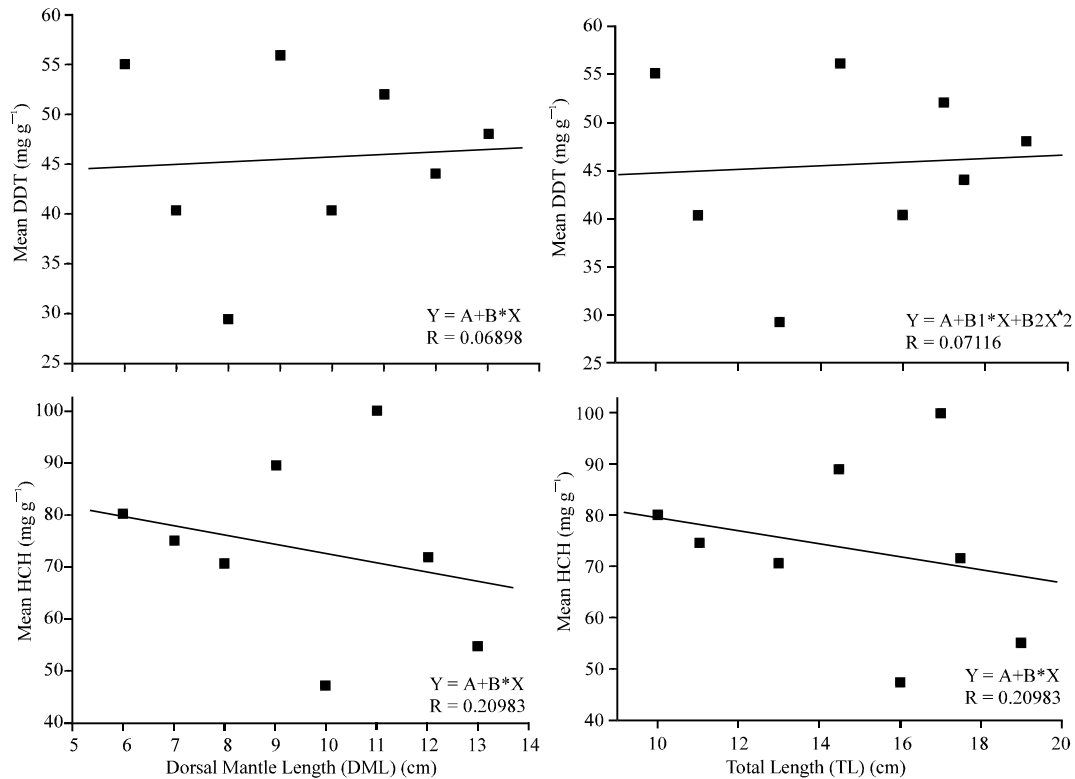 60
55
50
45
40
35
30
25
Mean DDT (mg g⁻¹)
Y = A+B*X
R = 0.06898
60
55
50
45
40
35
30
25
Mean DDT (mg g⁻¹)
Y = A+B1*X+B2X^2
R = 0.07116
100
90
80
70
60
50
40
Mean HCH (mg g⁻¹)
Y = A+B*X
R = 0.20983
5 6 7 8 9 10 11 12 13 14
Dorsal Mantle Length (DML) (cm)
100
90
80
70
60
50
40
Mean HCH (mg g⁻¹)
Y = A+B*X
R = 0.20983
10 12 14 16 18 20
Total Length (TL) (cm)